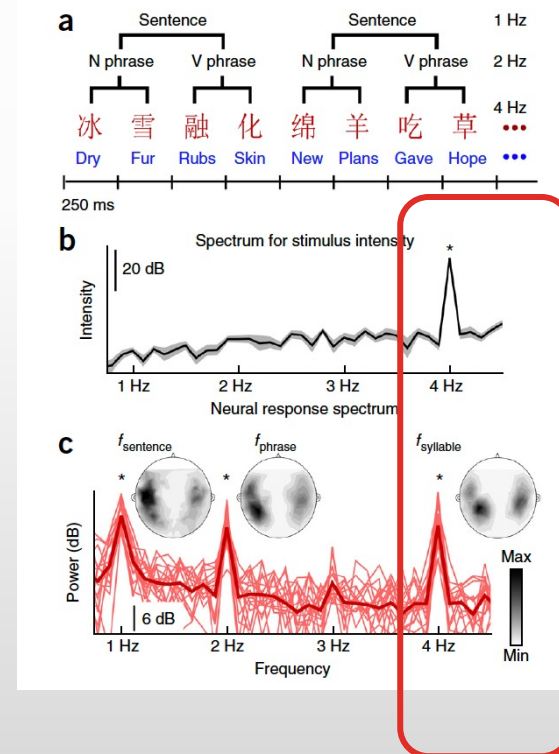 a
Sentence Sentence 1 Hz
N phrase V phrase N phrase V phrase 2 Hz
4 Hz
冰 雪 融 化 绵 羊 吃 草 •••
Dry Fur Rubs Skin New Plans Gave Hope •••
250 ms
b
Spectrum for stimulus intensity
*
20 dB
Intensity
1 Hz 2 Hz 3 Hz 4 Hz
Neural response spectrum
c
fsentence fphrase fsyllable
* * *
Power (dB)
6 dB
Max
Min
1 Hz 2 Hz 3 Hz 4 Hz
Frequency